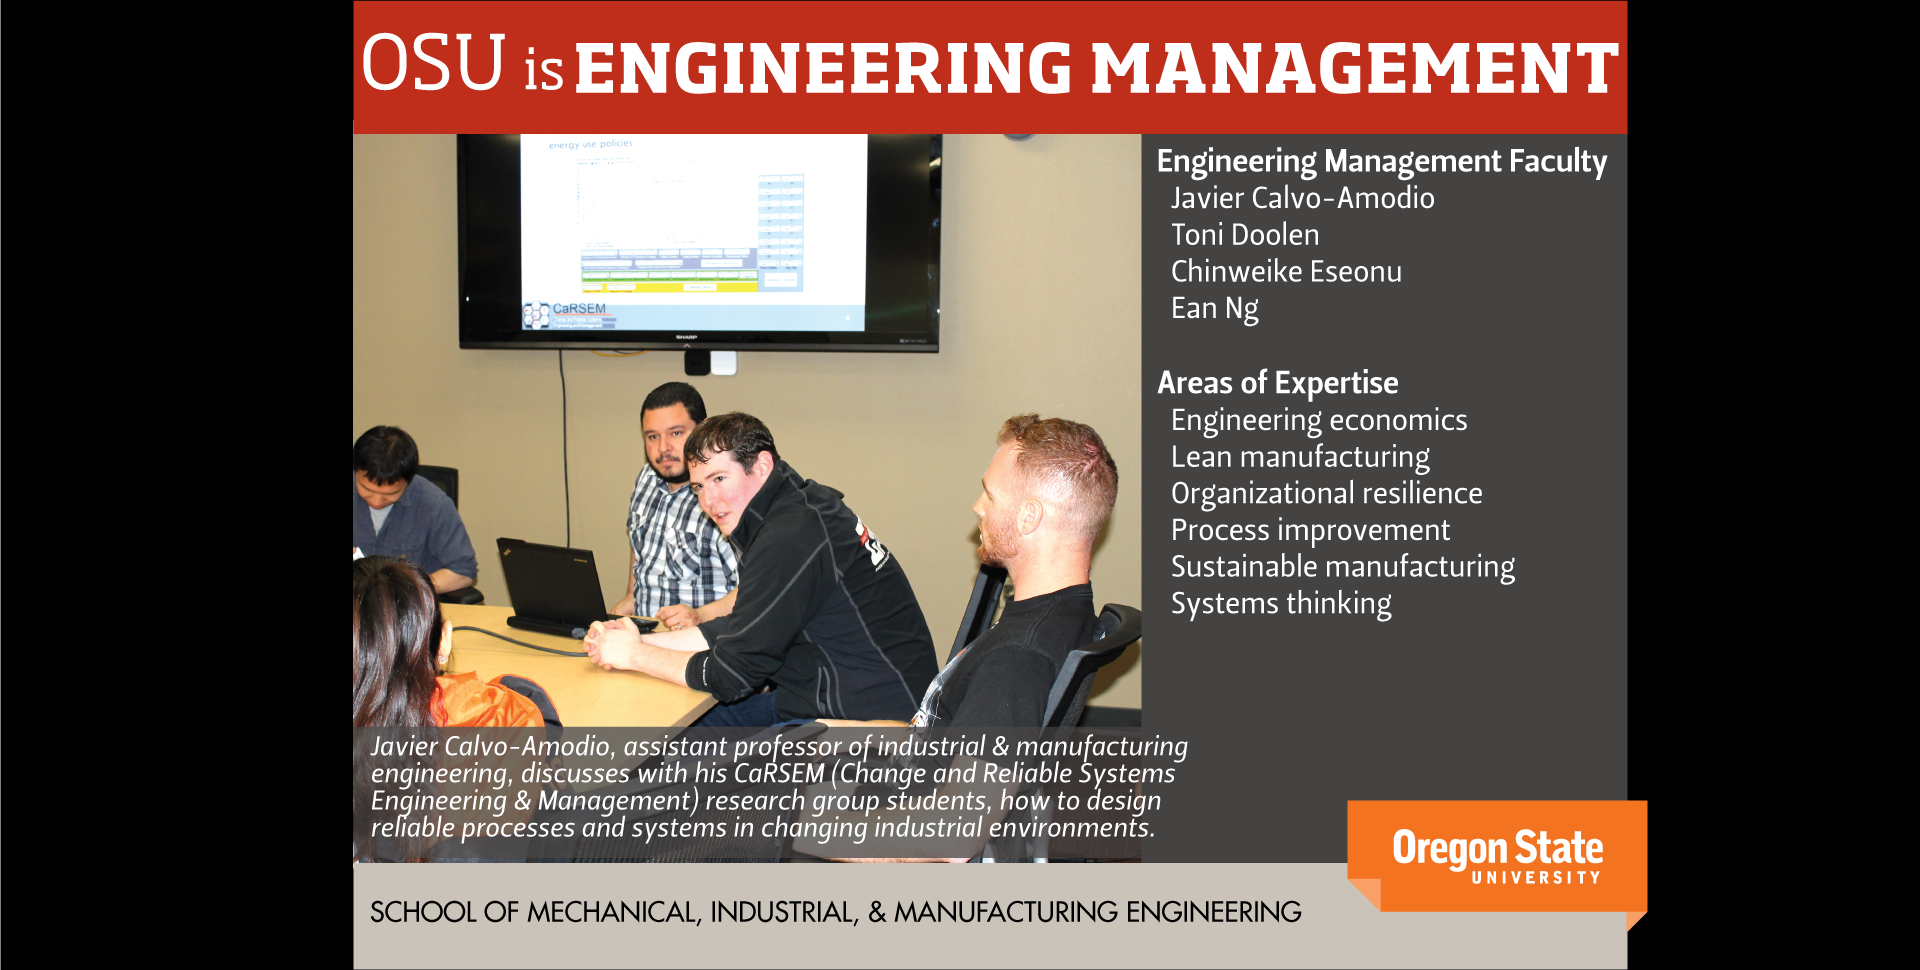 OSU is ENGINEERING MANAGEMENT
energy use policies
CaRSEM
SHARP
Engineering Management Faculty
Javier Calvo-Amodio
Toni Doolen
Chinweike Eseonu
Ean Ng
Areas of Expertise
Engineering economics
Lean manufacturing
Organizational resilience
Process improvement
Sustainable manufacturing
Systems thinking
Javier Calvo-Amodio, assistant professor of industrial & manufacturing
engineering, discusses with his CaRSEM (Change and Reliable Systems
Engineering & Management) research group students, how to design
reliable processes and systems in changing industrial environments.
Oregon State
UNIVERSITY
SCHOOL OF MECHANICAL, INDUSTRIAL, & MANUFACTURING ENGINEERING